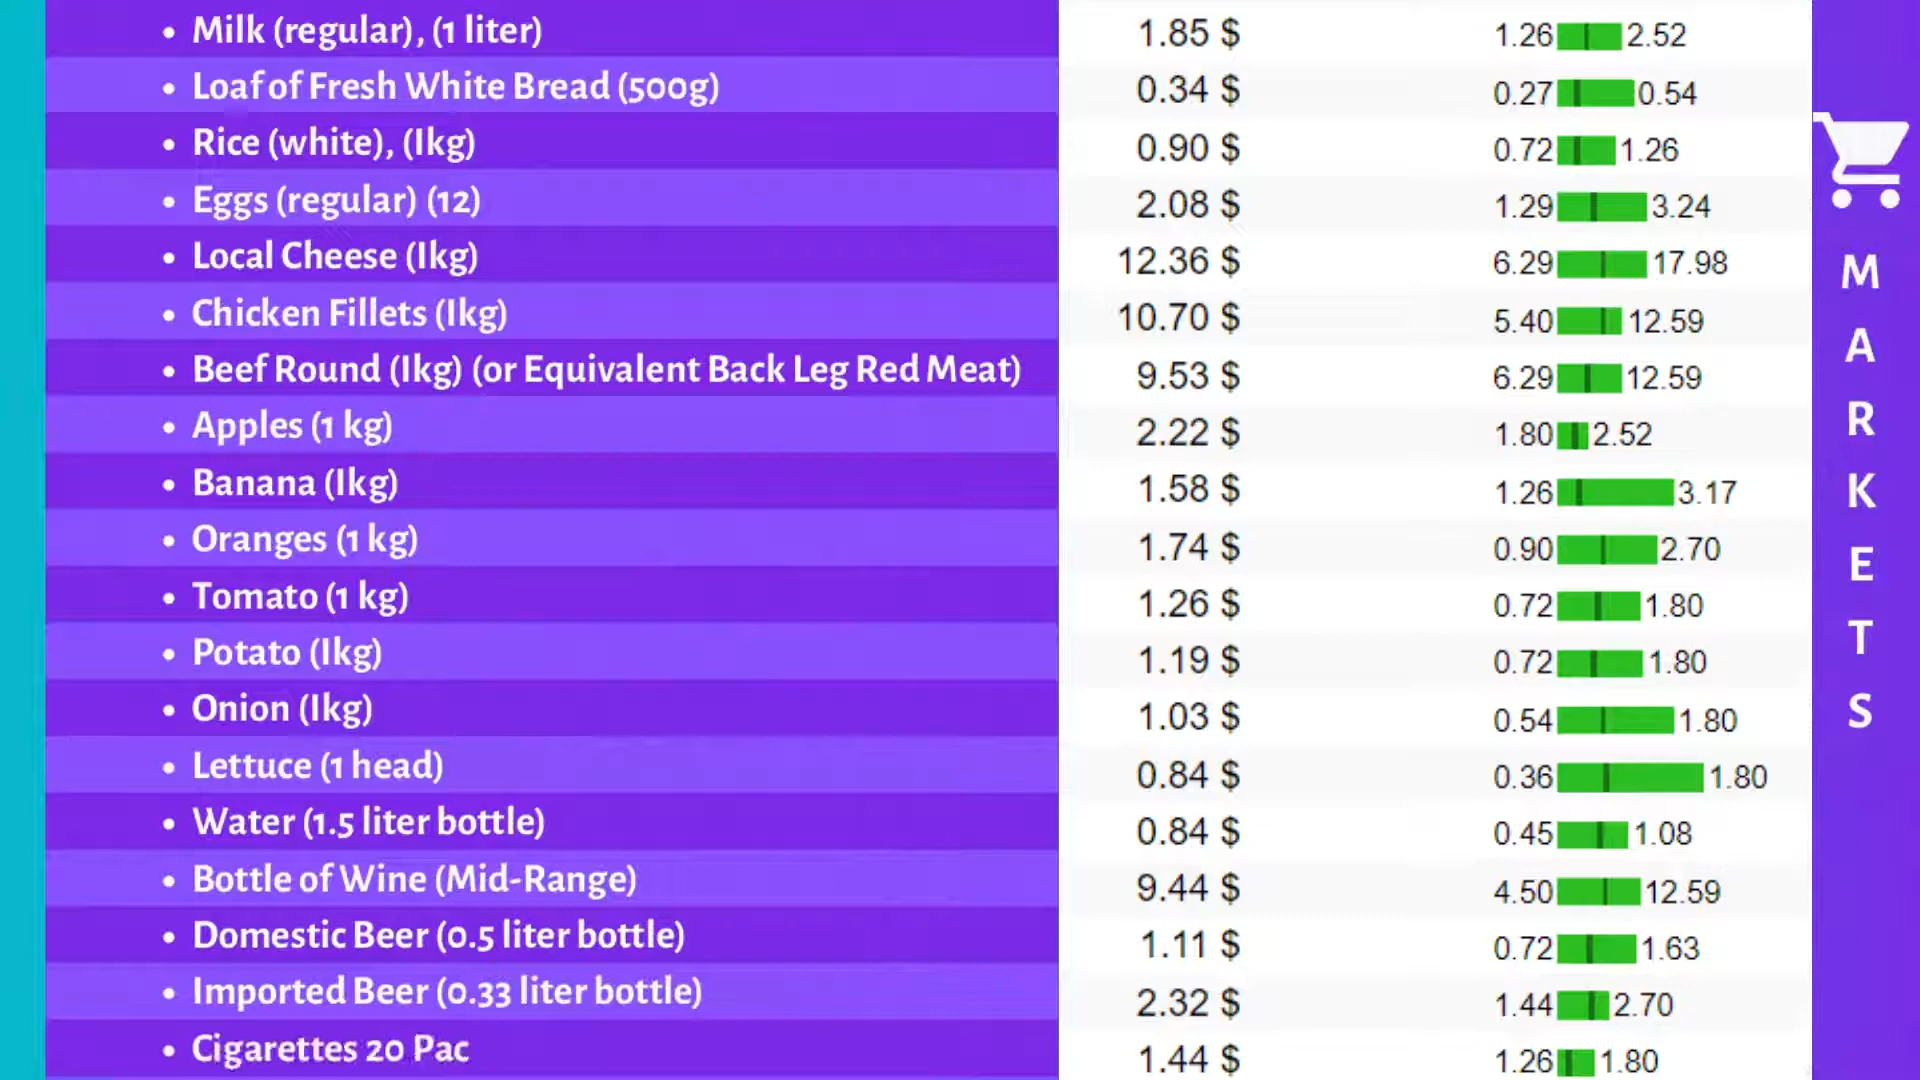 • Milk (regular), (1 liter) 1.85 $ 1.26 2.52
• Loaf of Fresh White Bread (500g) 0.34 $ 0.27 0.54
• Rice (white), (1kg) 0.90 $ 0.72 1.26
• Eggs (regular) (12) 2.08 $ 1.29 3.24
• Local Cheese (1kg) 12.36 $ 6.29 17.98
• Chicken Fillets (1kg) 10.70 $ 5.40 12.59
• Beef Round (1kg) (or Equivalent Back Leg Red Meat) 9.53 $ 6.29 12.59
• Apples (1 kg) 2.22 $ 1.80 2.52
• Banana (1kg) 1.58 $ 1.26 3.17
• Oranges (1 kg) 1.74 $ 0.90 2.70
• Tomato (1 kg) 1.26 $ 0.72 1.80
• Potato (1kg) 1.19 $ 0.72 1.80
• Onion (1kg) 1.03 $ 0.54 1.80
• Lettuce (1 head) 0.84 $ 0.36 1.80
• Water (1.5 liter bottle) 0.84 $ 0.45 1.08
• Bottle of Wine (Mid-Range) 9.44 $ 4.50 12.59
• Domestic Beer (0.5 liter bottle) 1.11 $ 0.72 1.63
• Imported Beer (0.33 liter bottle) 2.32 $ 1.44 2.70
• Cigarettes 20 Pac 1.44 $ 1.26 1.80
MARKETS